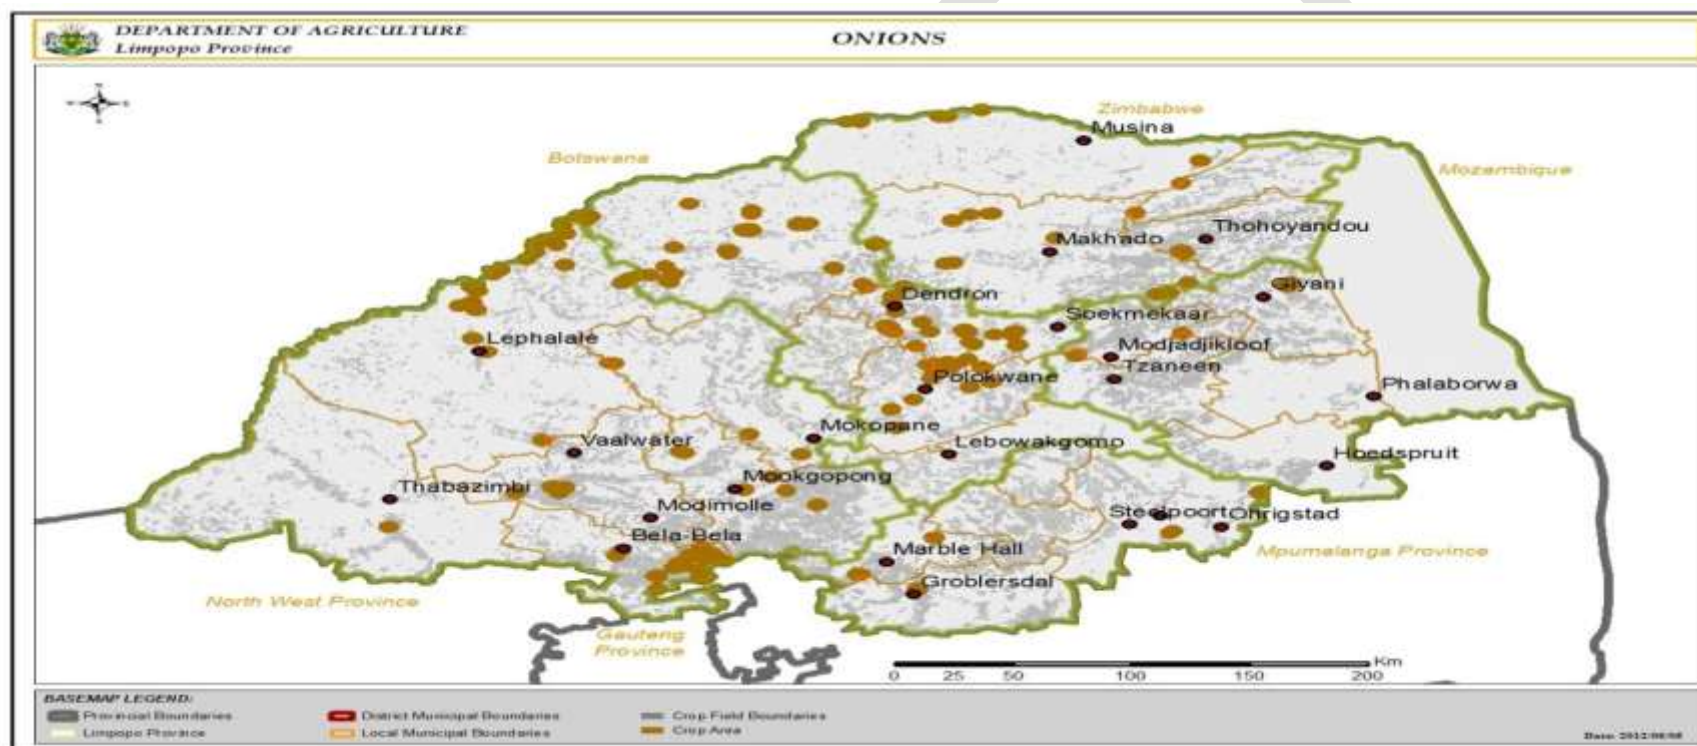 DEPARTMENT OF AGRICULTURE
Limpopo Province
ONIONS
Zimbabwe
Musina
Botswana
Mozambique
Thohoyandou
Makhado
Giyani
Dendron
Soekmekaar
Lephalale
Modjadjikloof
Tzaneen
Polokwane
Phalaborwa
Mokopane
Vaalwater
Lebowakgomo
Hoedspruit
Mookgopong
Thabazimbi
Modimolle
Steelpoort
Ohrigstad
Bela-Bela
Marble Hall
Mpumalanga Province
Groblersdal
North West Province
Gauteng
Province
Km
0 25 50 100 150 200
BASEMAP LEGEND:
Provincial Boundaries
District Municipal Boundaries
Crop Field Boundaries
Limpopo Province
Local Municipal Boundaries
Crop Area